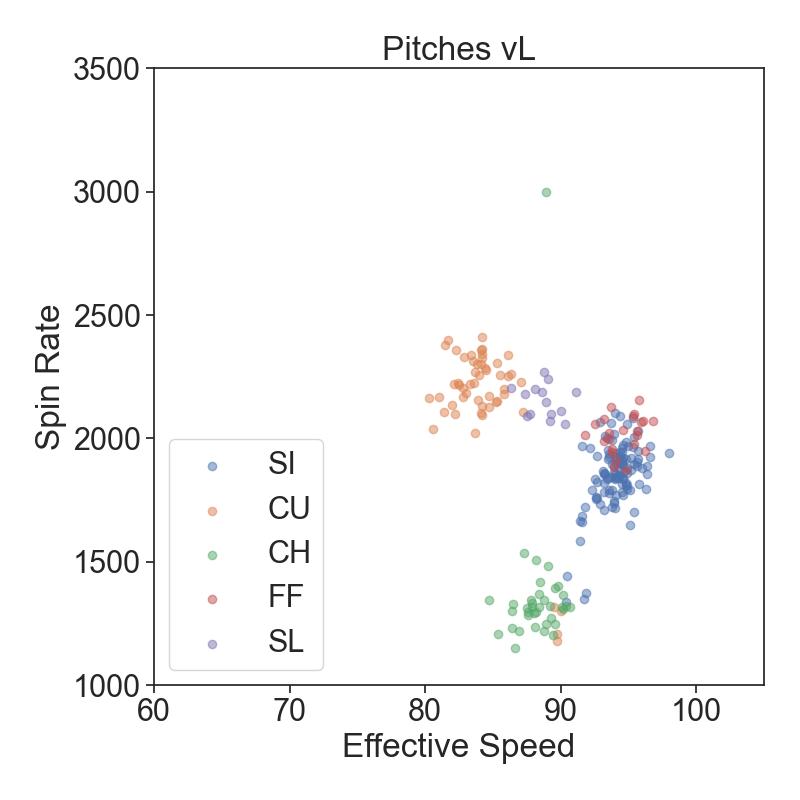 Pitches vL
3500
3000
2500
2000
1500
1000
Spin Rate
SI
CU
CH
FF
SL
60 70 80 90 100
Effective Speed